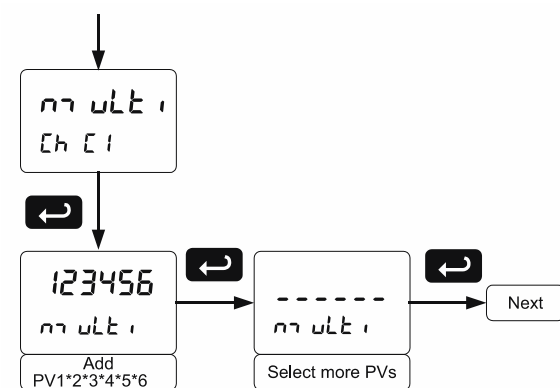 multi
Ch C1
123456
multi
Add
PV1*2*3*4*5*6
------
multi
Select more PVs
Next